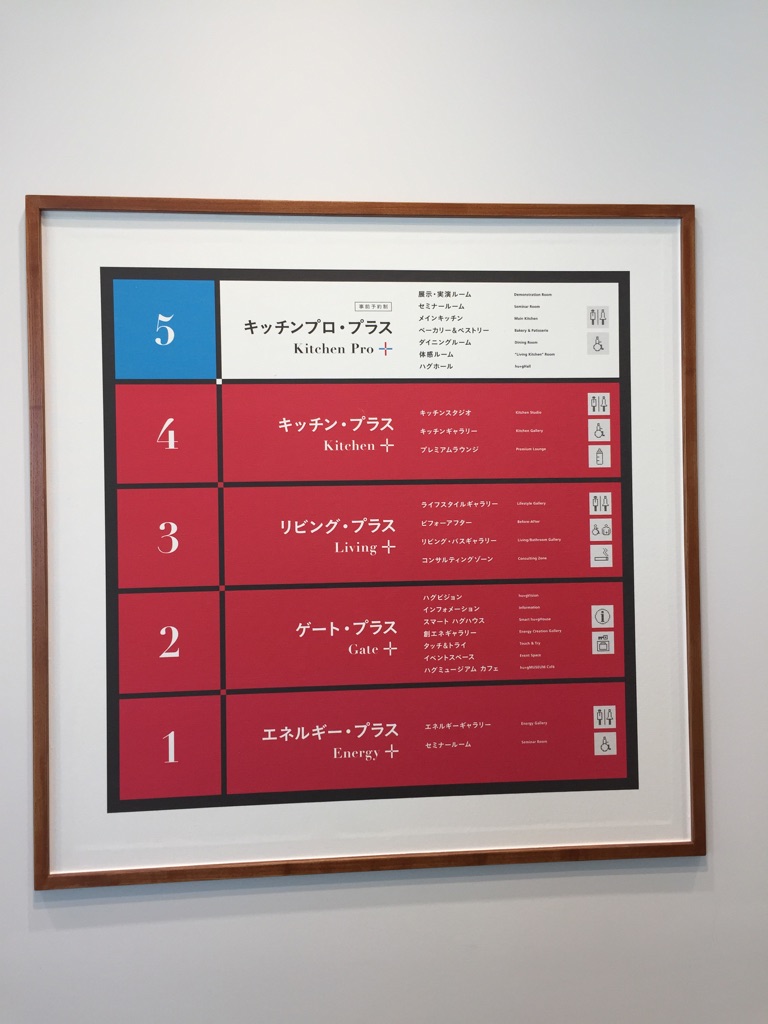 5
事前予約制
キッチンプロ・プラス
Kitchen Pro
展示・実演ルーム Demonstration Room
セミナールーム Seminar Room
メインキッチン Main Kitchen
ベーカリー&ペストリー Bakery & Patisserie
ダイニングルーム Dining Room
体感ルーム "Living Kitchen" Room
ハグホール hu+gHall
4
キッチン・プラス
Kitchen
キッチンスタジオ Kitchen Studio
キッチンギャラリー Kitchen Gallery
プレミアムラウンジ Premium Lounge
3
リビング・プラス
Living
ライフスタイルギャラリー Lifestyle Gallery
ビフォーアフター Before After
リビング・バスギャラリー Living/Bathroom Gallery
コンサルティングゾーン Consulting Zone
2
ゲート・プラス
Gate
ハグビジョン hu+gVision
インフォメーション Information
スマート ハグハウス Smart hu+gHouse
創エネギャラリー Energy Creation Gallery
タッチ&トライ Touch & Try
イベントスペース Event Space
ハグミュージアム カフェ hu+gMUSEUM Cafe
1
エネルギー・プラス
Energy
エネルギーギャラリー Energy Gallery
セミナールーム Seminar Room